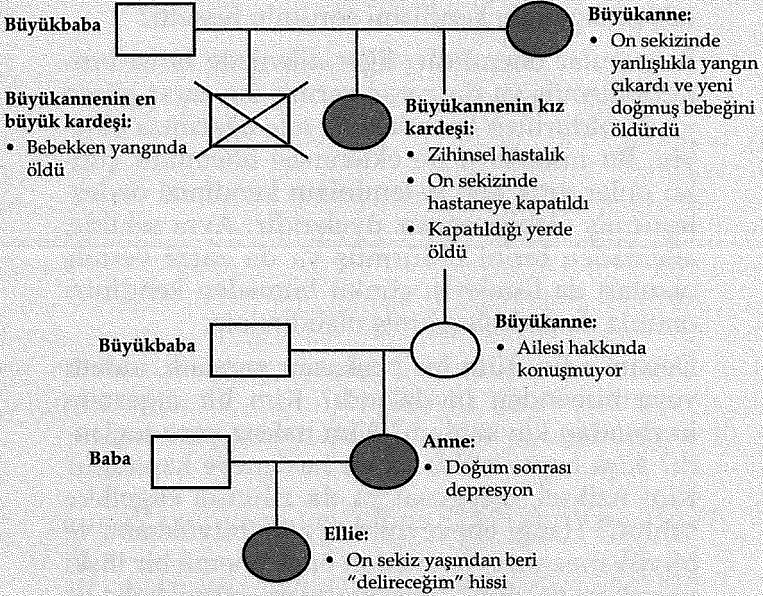 Büyükbaba
Büyükanne:
• On sekizinde
yanlışlıkla yangın
çıkardı ve yeni
doğmuş bebeğini
öldürdü
Büyükannenin en
büyük kardeşi:
• Bebekken yangında
öldü
Büyükannenin kız
kardeşi:
• Zihinsel hastalık
• On sekizinde
hastaneye kapatıldı
• Kapatıldığı yerde
öldü
Büyükbaba
Büyükanne:
• Ailesi hakkında
konuşmuyor
Baba
Anne:
• Doğum sonrası
depresyon
Ellie:
• On sekiz yaşından beri
“delireceğim” hissi